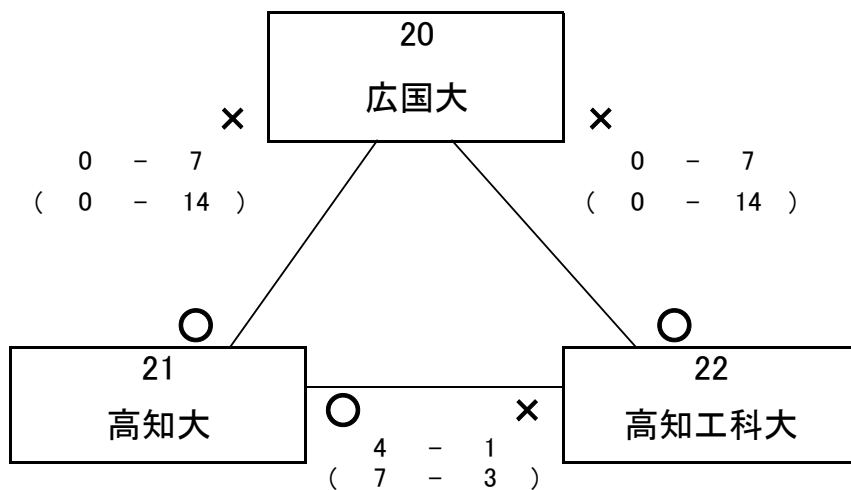 20
広国大
× ×
0 - 7 0 - 7
( 0 - 14 ) ( 0 - 14 )
○ ○
21 22
高知大 高知工科大
○ ×
4 - 1
( 7 - 3 )